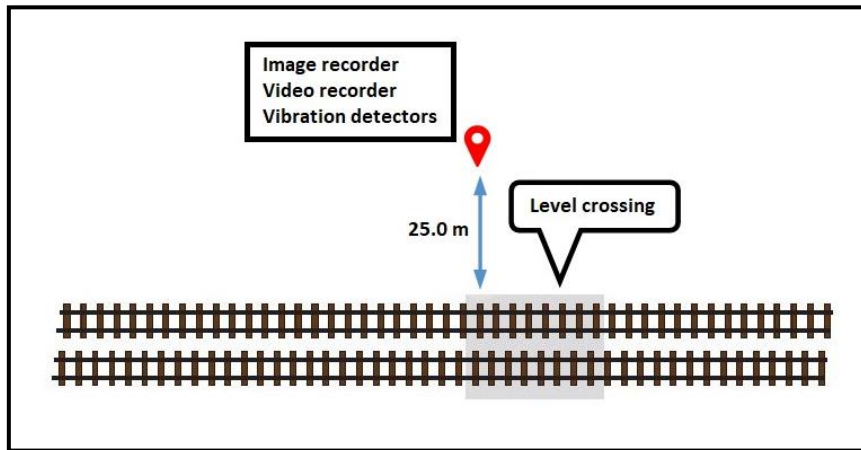 Image recorder
Video recorder
Vibration detectors
Level crossing
25.0 m